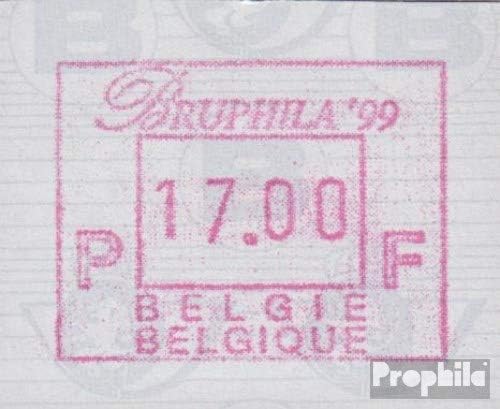 BRUPHILA '99
17.00
P F
BELGIE
BELGIQUE
Prophila